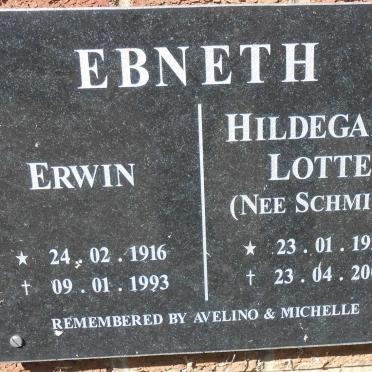 EBNETH
ERWIN
★ 24.02.1916
† 09.01.1993
HILDEGA
LOTTE
(NEE SCHMI
★ 23.01.19
† 23.04.20
REMEMBERED BY AVELINO & MICHELLE